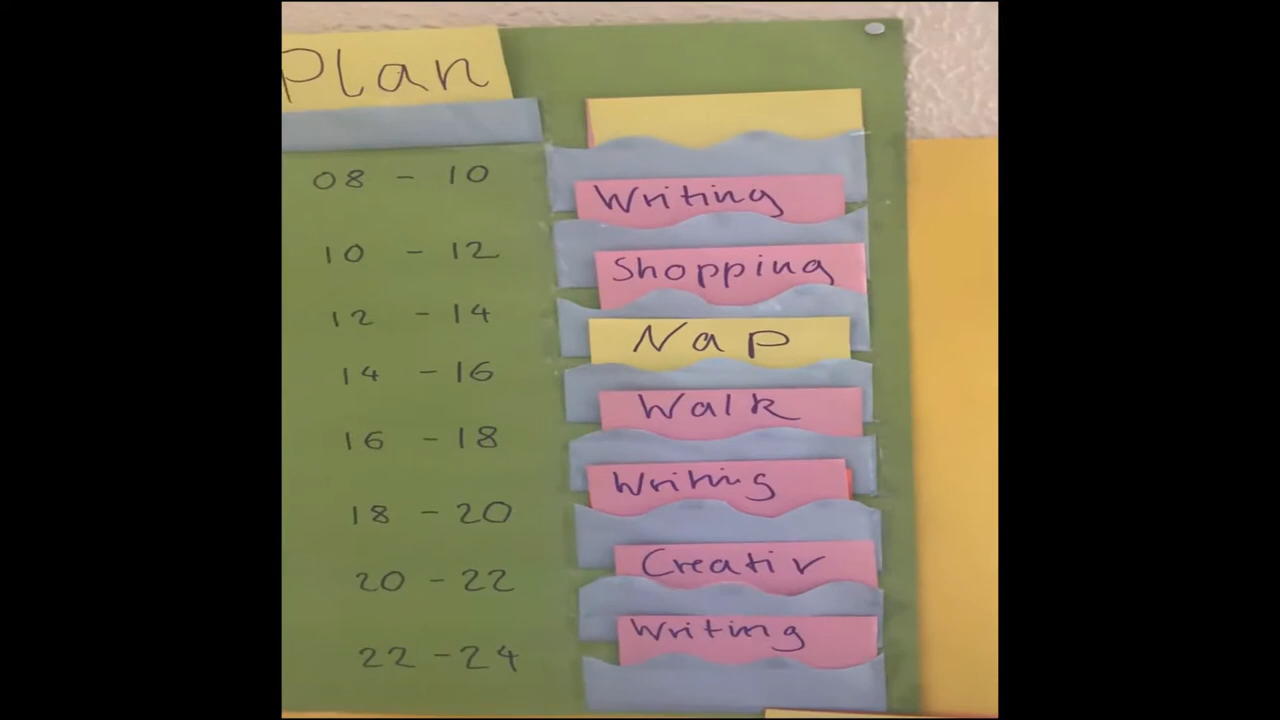 Plan
08 - 10
Writing
10 - 12
Shopping
12 - 14
Nap
14 - 16
Walk
16 - 18
Writing
18 - 20
Creativ
20 - 22
Writing
22 - 24